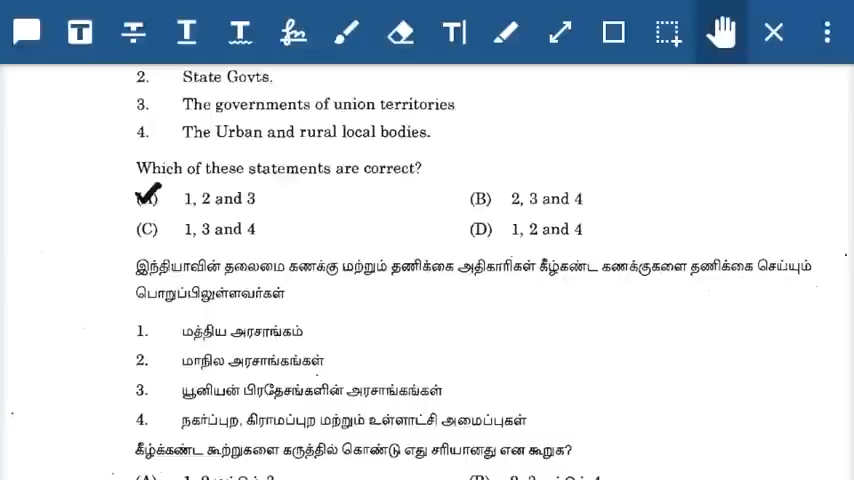 2. State Govts.
3. The governments of union territories
4. The Urban and rural local bodies.
Which of these statements are correct?
(A) 1, 2 and 3 (B) 2, 3 and 4
(C) 1, 3 and 4 (D) 1, 2 and 4
இந்தியாவின் தலைமை கணக்கு மற்றும் தணிக்கை அதிகாரிகள் கீழ்கண்ட கணக்குகளை தணிக்கை செய்யும்
பொறுப்பிலுள்ளவர்கள்
1. மத்திய அரசாங்கம்
2. மாநில அரசாங்கங்கள்
3. யூனியன் பிரதேசங்களின் அரசாங்கங்கள்
4. நகர்ப்புற, கிராமப்புற மற்றும் உள்ளாட்சி அமைப்புகள்
கீழ்க்கண்ட கூற்றுகளை கருத்தில் கொண்டு எது சரியானது என கூறுக?